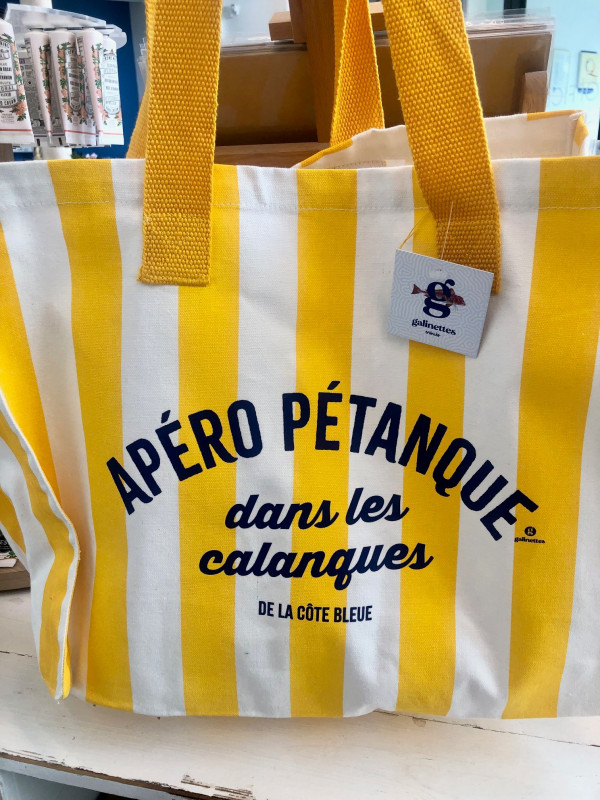 g
galinettes
APÉRO PÉTANQUE
g
galinettes
dans les
calanques
DE LA CÔTE BLEUE